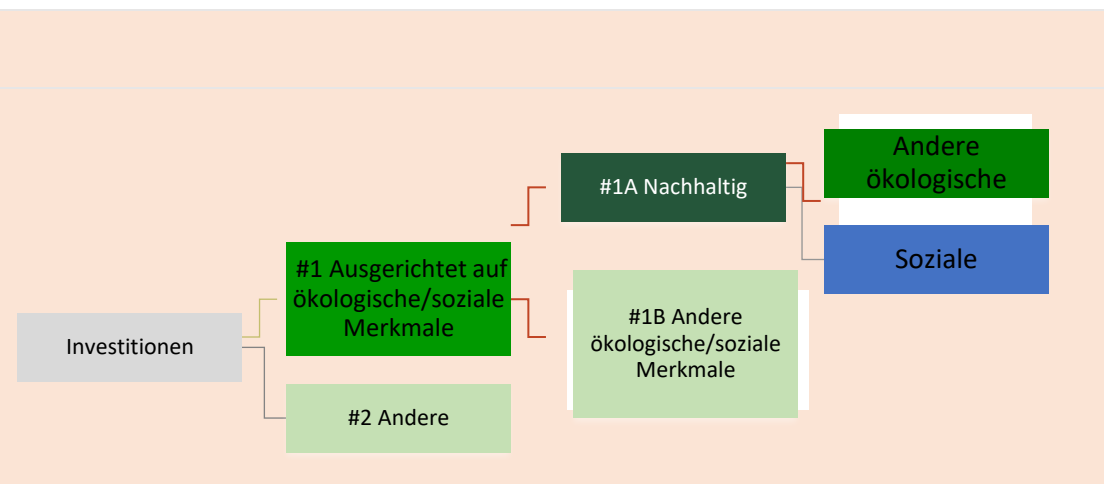 Investitionen
#1 Ausgerichtet auf
ökologische/soziale
Merkmale
#2 Andere
#1A Nachhaltig
#1B Andere
ökologische/soziale
Merkmale
Andere
ökologische
Soziale